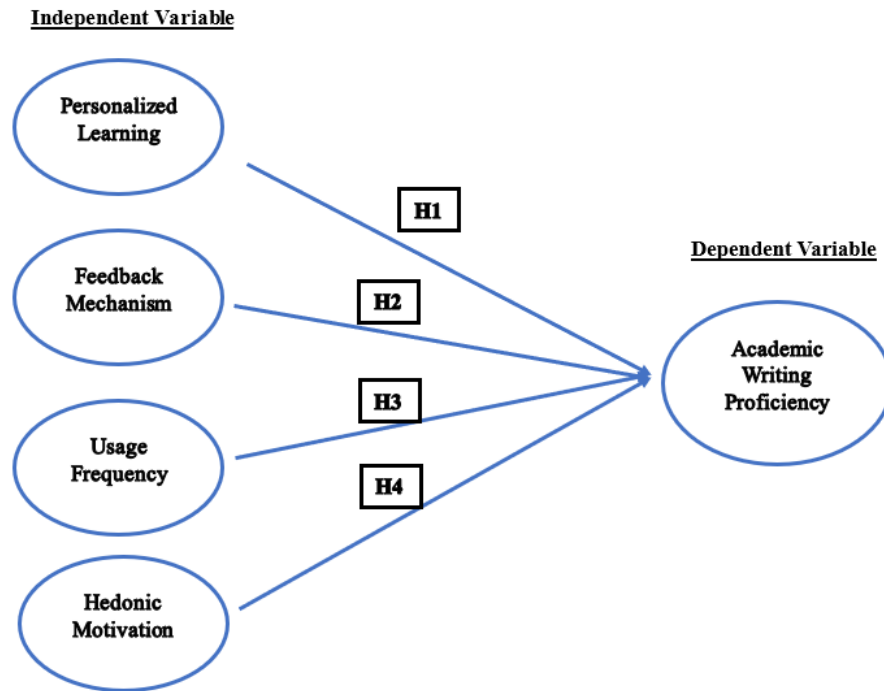 Independent Variable
Personalized
Learning
H1
Dependent Variable
Feedback
Mechanism
H2
Academic
Writing
Proficiency
H3
Usage
Frequency
H4
Hedonic
Motivation